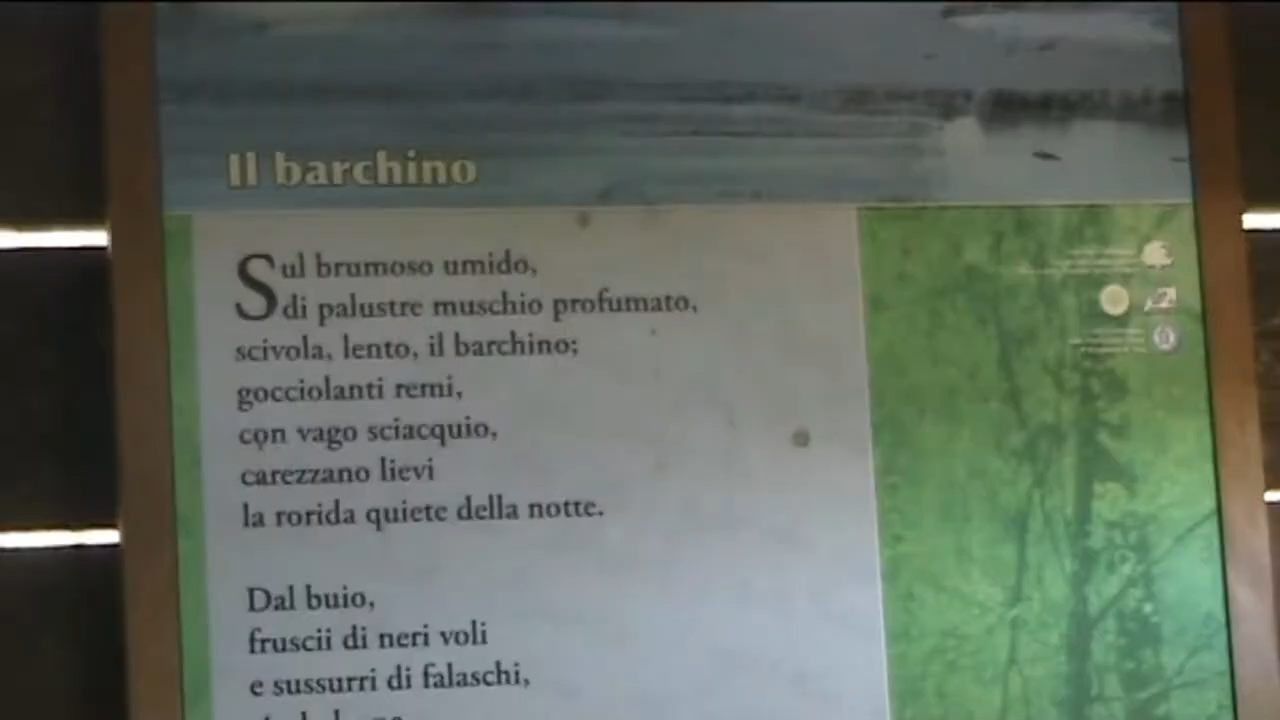 Il barchino
Sul brumoso umido,
di palustre muschio profumato,
scivola, lento, il barchino;
gocciolanti remi,
con vago sciacquio,
carezzano lievi
la rorida quiete della notte.
Dal buio,
fruscii di neri voli
e sussurri di falaschi,